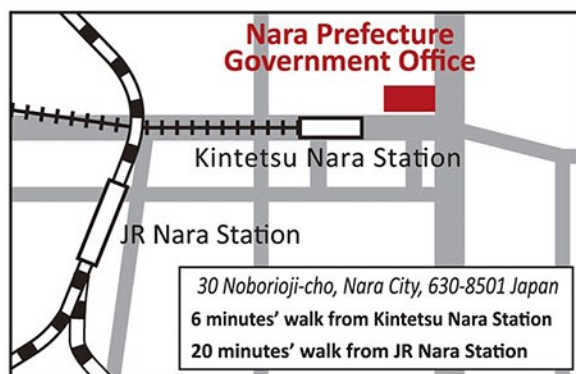 Nara Prefecture
Government Office
Kintetsu Nara Station
JR Nara Station
30 Noborioji-cho, Nara City, 630-8501 Japan
6 minutes’ walk from Kintetsu Nara Station
20 minutes’ walk from JR Nara Station